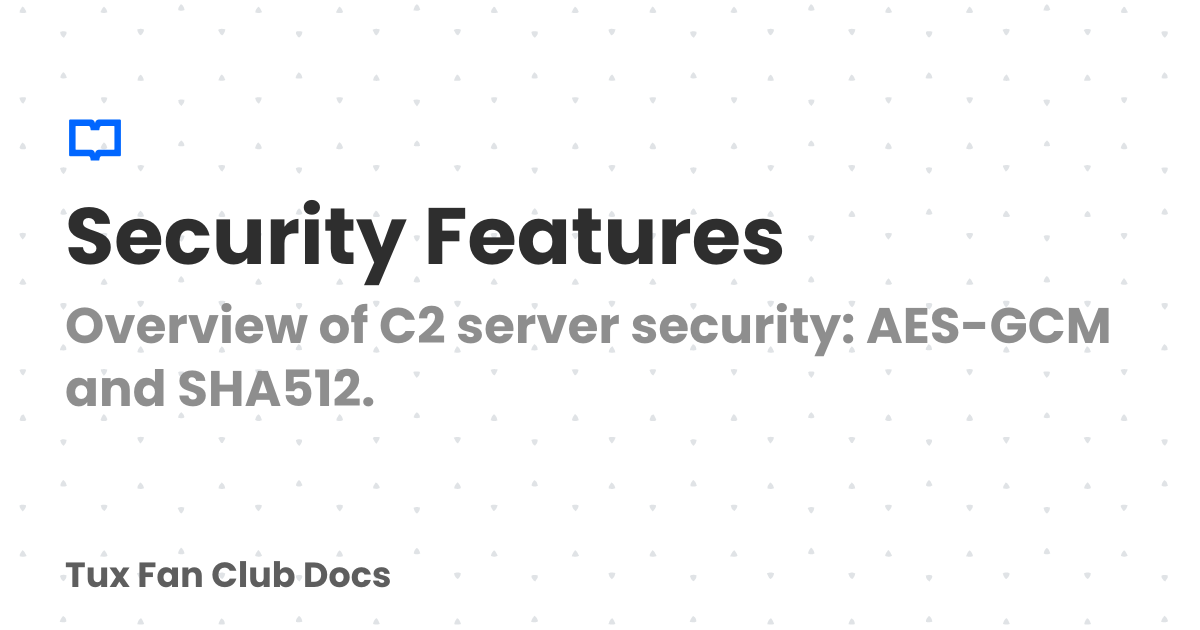 Security Features
Overview of C2 server security: AES-GCM
and SHA512.
Tux Fan Club Docs